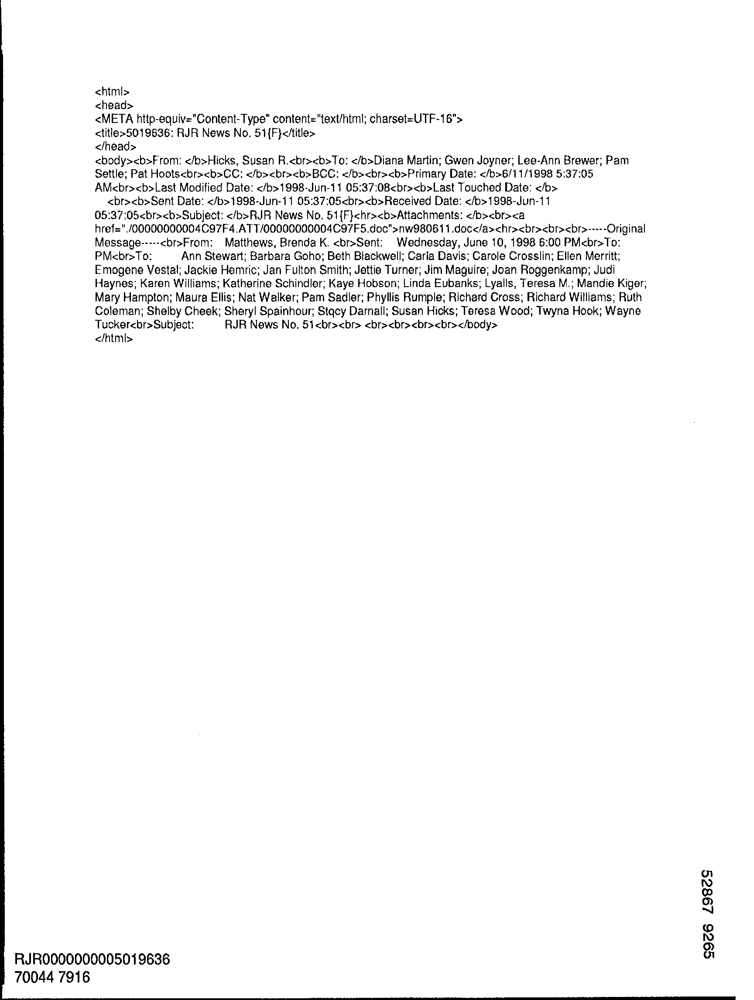 <html>
<head>
<META http-equiv="Content-Type" content="text/html; charset=UTF-16">
<title>5019636: RJR News No. 51{F}</title>
</head>
<body><b>From: </b>Hicks, Susan R.<br><b>To: </b>Diana Martin; Gwen Joyner; Lee-Ann Brewer; Pam
Settle; Pat Hoots<br><b>CC: </b><br><b>BCC: </b><br><b>Primary Date: </b>6/11/1998 5:37:05
AM<br><b>Last Modified Date: </b>1998-Jun-11 05:37:08<br><b>Last Touched Date: </b>
<br><b>Sent Date: </b>1998-Jun-11 05:37:05<br><b>Received Date: </b>1998-Jun-11
05:37:05<br><b>Subject: </b>RJR News No. 51{F}<hr><b>Attachments: </b><br><a
href="./00000000004C97F4.ATT/00000000004C97F5.doc">nw980611.doc</a><hr><br><br><br>-----Original
Message-----<br>From: Matthews, Brenda K. <br>Sent: Wednesday, June 10, 1998 6:00 PM<br>To:
PM<br>To: Ann Stewart; Barbara Goho; Beth Blackwell; Carla Davis; Carole Crosslin; Ellen Merritt;
Emogene Vestal; Jackie Hemric; Jan Fulton Smith; Jettie Turner; Jim Maguire; Joan Roggenkamp; Judi
Haynes; Karen Williams; Katherine Schindler; Kaye Hobson; Linda Eubanks; Lyalls, Teresa M.; Mandie Kiger;
Mary Hampton; Maura Ellis; Nat Walker; Pam Sadler; Phyllis Rumple; Richard Cross; Richard Williams; Ruth
Coleman; Shelby Cheek; Sheryl Spainhour; Stqcy Darnall; Susan Hicks; Teresa Wood; Twyna Hook; Wayne
Tucker<br>Subject: RJR News No. 51<br><br> <br><br><br><br></body>
</html>
52867 9265
RJR0000000005019636
70044 7916